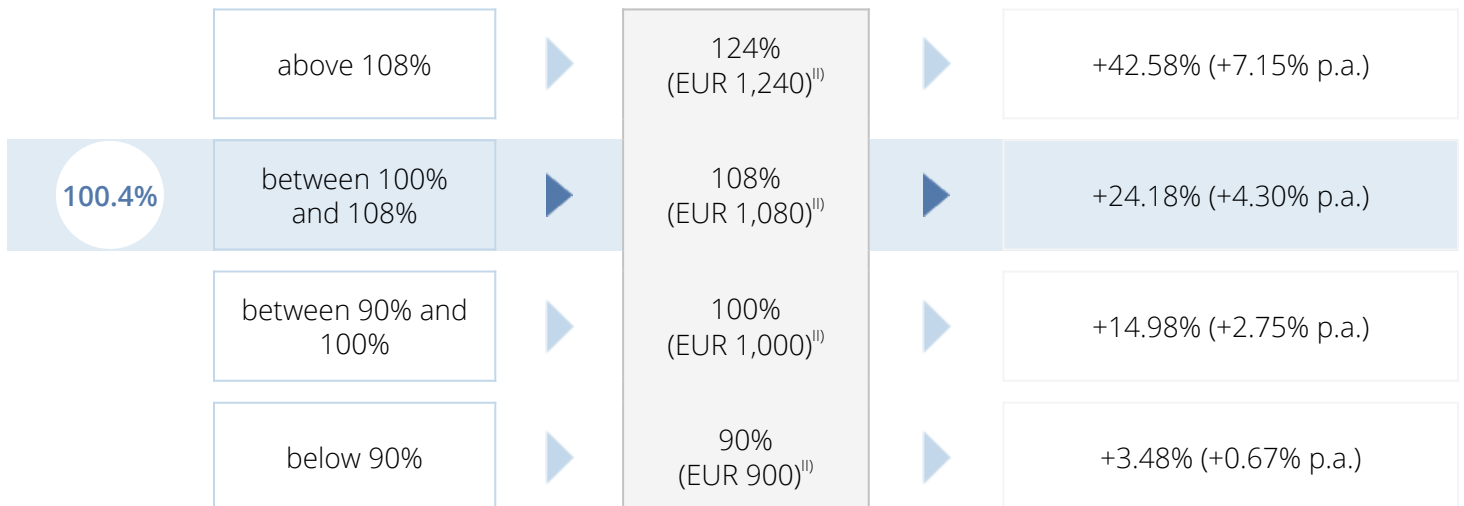 above 108%
124%
(EUR 1,240)II)
+42.58% (+7.15% p.a.)
100.4%
between 100%
and 108%
108%
(EUR 1,080)II)
+24.18% (+4.30% p.a.)
between 90% and
100%
100%
(EUR 1,000)II)
+14.98% (+2.75% p.a.)
below 90%
90%
(EUR 900)II)
+3.48% (+0.67% p.a.)